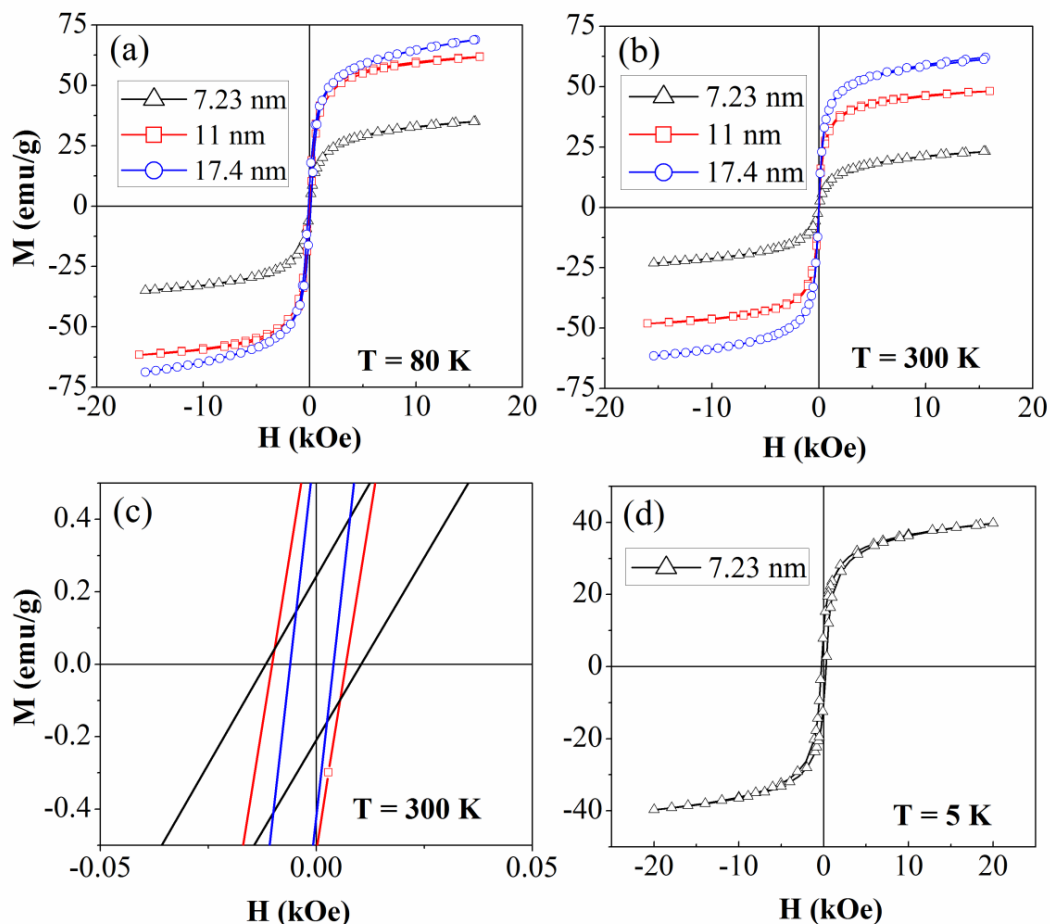 (a)
7.23 nm
11 nm
17.4 nm
T = 80 K
M (emu/g)
75
50
25
0
-25
-50
-75
-20
-10
0
10
20
H (kOe)
(b)
7.23 nm
11 nm
17.4 nm
T = 300 K
75
50
25
0
-25
-50
-75
-20
-10
0
10
20
H (kOe)
(c)
T = 300 K
M (emu/g)
0.4
0.2
0.0
-0.2
-0.4
-0.05
0.00
0.05
H (kOe)
(d)
7.23 nm
T = 5 K
40
20
0
-20
-40
-20
-10
0
10
20
H (kOe)